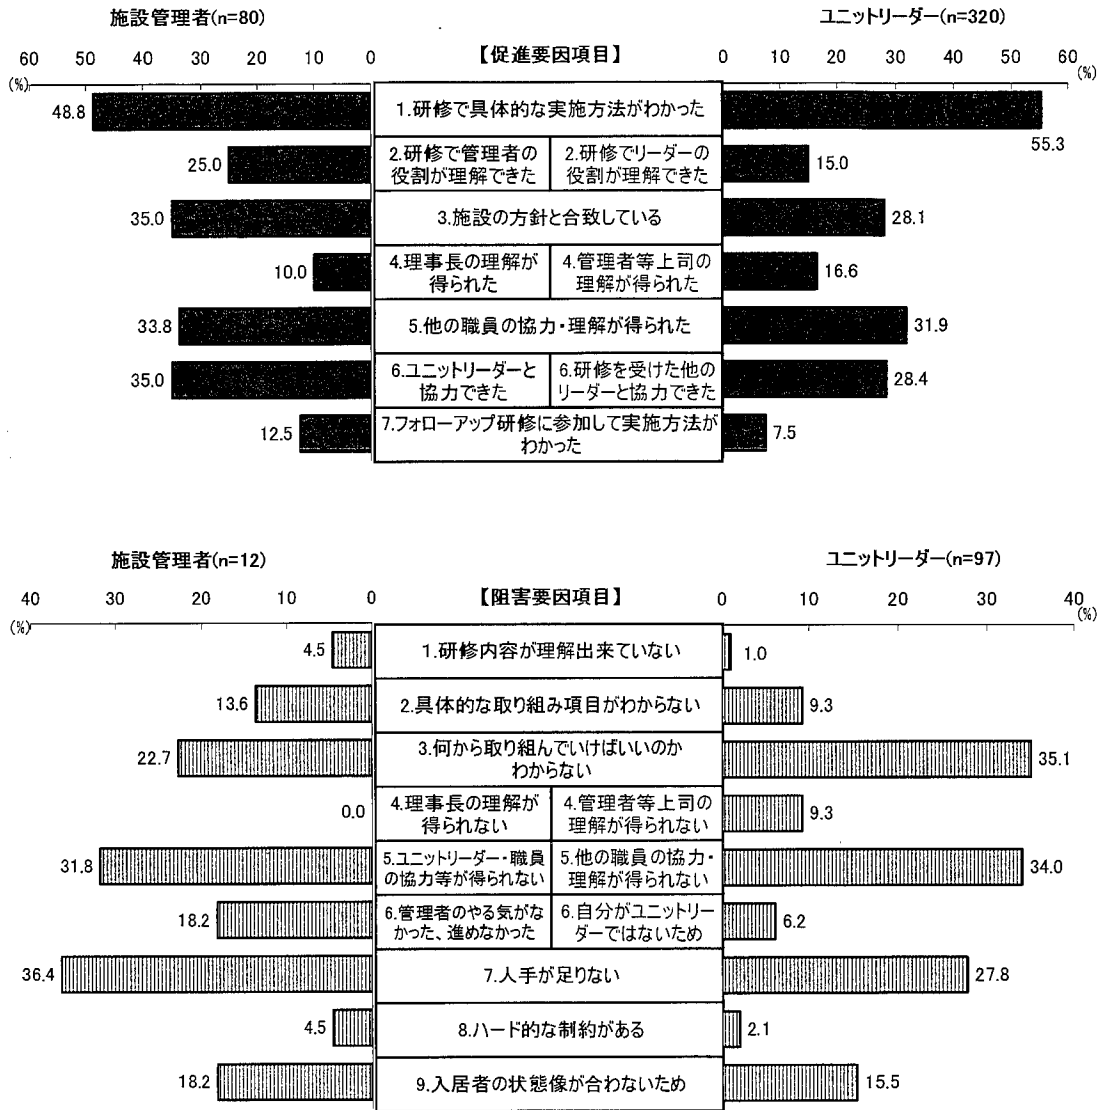 施設管理者(n=80)
ユニットリーダー(n=320)
60 50 40 30 20 10 0
【促進要因項目】
0 10 20 30 40 50 60
(%)
(%)
48.8
1.研修で具体的な実施方法がわかった
55.3
25.0
2.研修で管理者の
役割が理解できた
2.研修でリーダーの
役割が理解できた
15.0
35.0
3.施設の方針と合致している
28.1
10.0
4.理事長の理解が
得られた
4.管理者等上司の
理解が得られた
16.6
33.8
5.他の職員の協力・理解が得られた
31.9
35.0
6.ユニットリーダーと
協力できた
6.研修を受けた他の
リーダーと協力できた
28.4
12.5
7.フォローアップ研修に参加して実施方法が
わかった
7.5
施設管理者(n=12)
ユニットリーダー(n=97)
40 30 20 10 0
【阻害要因項目】
0 10 20 30 40
(%)
(%)
4.5
1.研修内容が理解出来ていない
1.0
13.6
2.具体的な取り組み項目がわからない
9.3
22.7
3.何から取り組んでいけばいいのか
わからない
35.1
0.0
4.理事長の理解が
得られない
4.管理者等上司の
理解が得られない
9.3
31.8
5.ユニットリーダー・職員
の協力等が得られない
5.他の職員の協力・
理解が得られない
34.0
18.2
6.管理者のやる気がな
かった、進めなかった
6.自分がユニットリー
ダーではないため
6.2
36.4
7.人手が足りない
27.8
4.5
8.ハード的な制約がある
2.1
18.2
9.入居者の状態像が合わないため
15.5